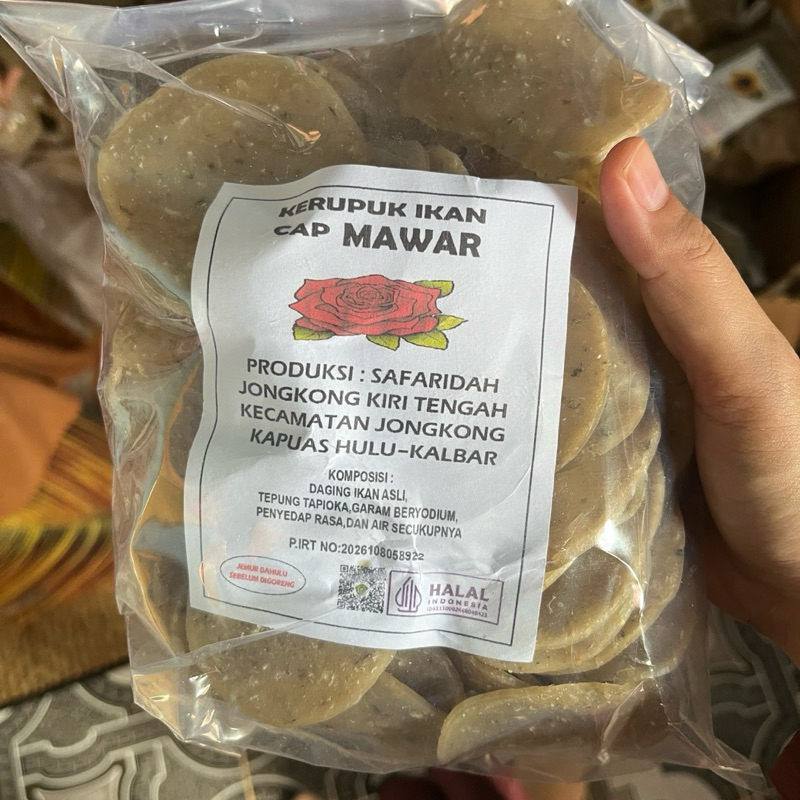 KERUPUK IKAN
CAP MAWAR
PRODUKSI : SAFARIDAH
JONGKONG KIRI TENGAH
KECAMATAN JONGKONG
KAPUAS HULU-KALBAR
KOMPOSISI :
DAGING IKAN ASLI,
TEPUNG TAPIOKA,GARAM BERYODIUM,
PENYEDAP RASA,DAN AIR SECUKUPNYA
P.IRT NO:2026108058922
JEMUR DAHULU
SEBELUM DIGORENG
HALAL
INDONESIA